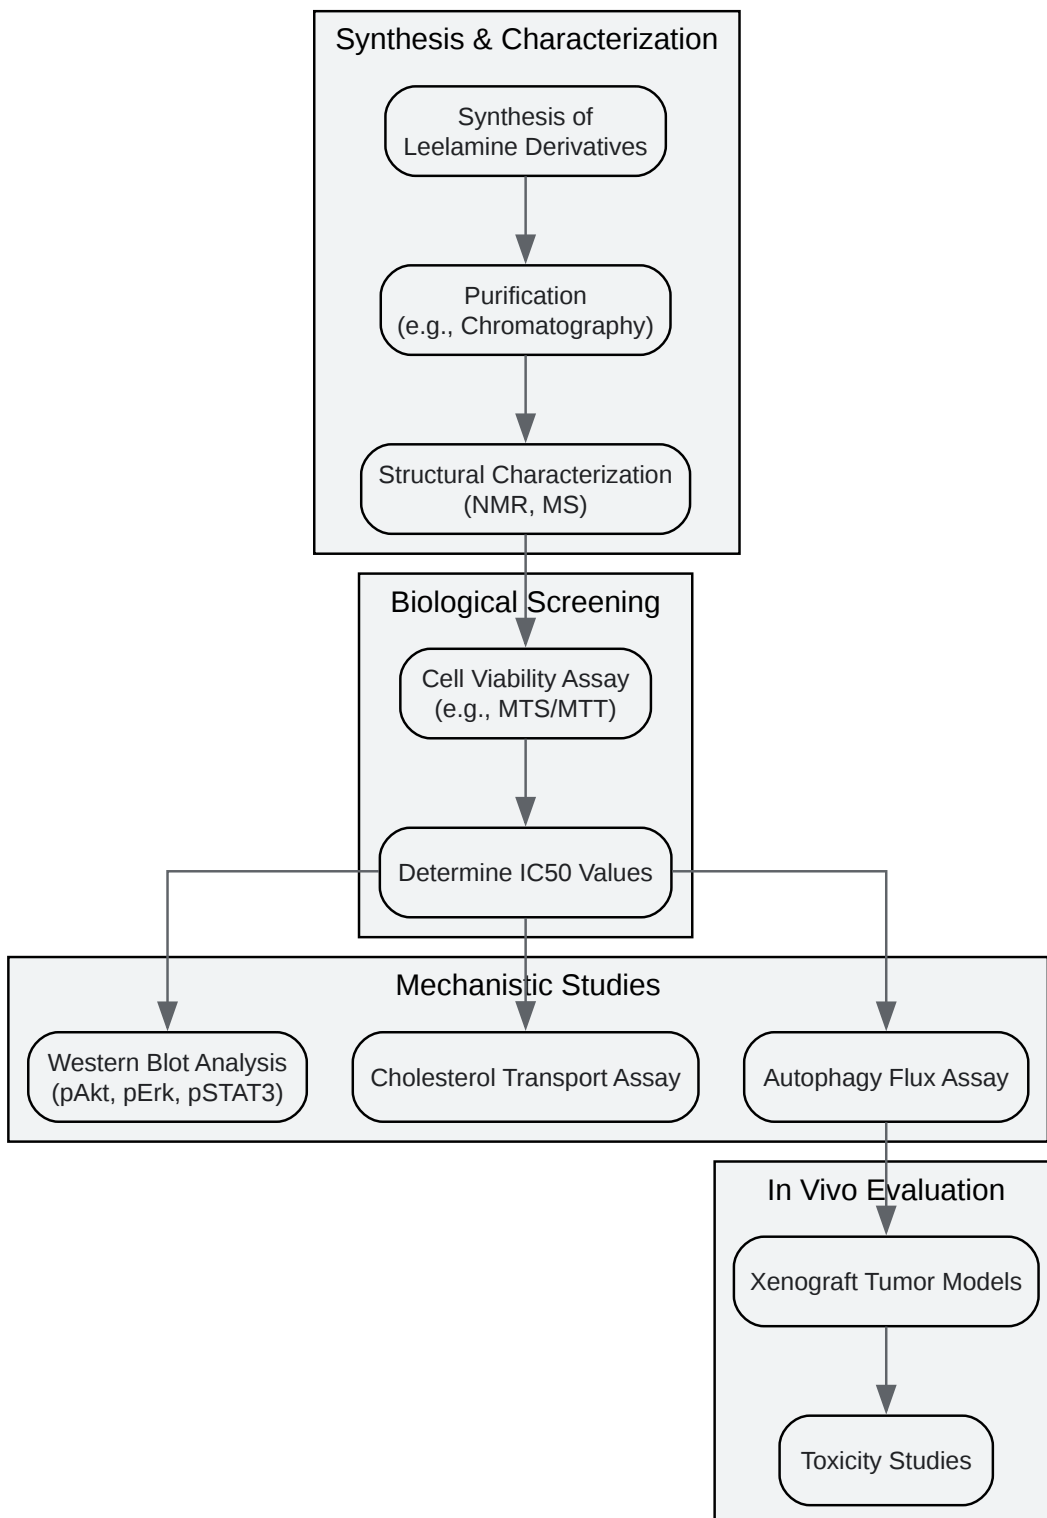 Synthesis & Characterization
Synthesis of
Leelamine Derivatives
Purification
(e.g., Chromatography)
Structural Characterization
(NMR, MS)
Biological Screening
Cell Viability Assay
(e.g., MTS/MTT)
Determine IC50 Values
Mechanistic Studies
Western Blot Analysis
(pAkt, pErk, pSTAT3)
Cholesterol Transport Assay
Autophagy Flux Assay
In Vivo Evaluation
Xenograft Tumor Models
Toxicity Studies